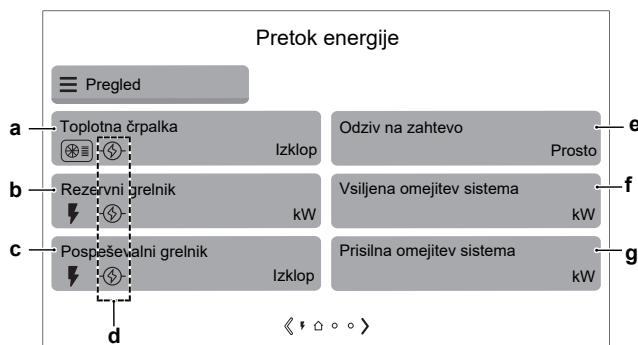 Pretok energije
Pregled
a
Toplotna črpalka
Izklop
Odziv na zahtevo
Prosto
e
b
Rezervni grelnik
kW
Vsiljena omejitev sistema
kW
f
c
Pospeševalni grelnik
Izklop
Prisilna omejitev sistema
kW
g
d